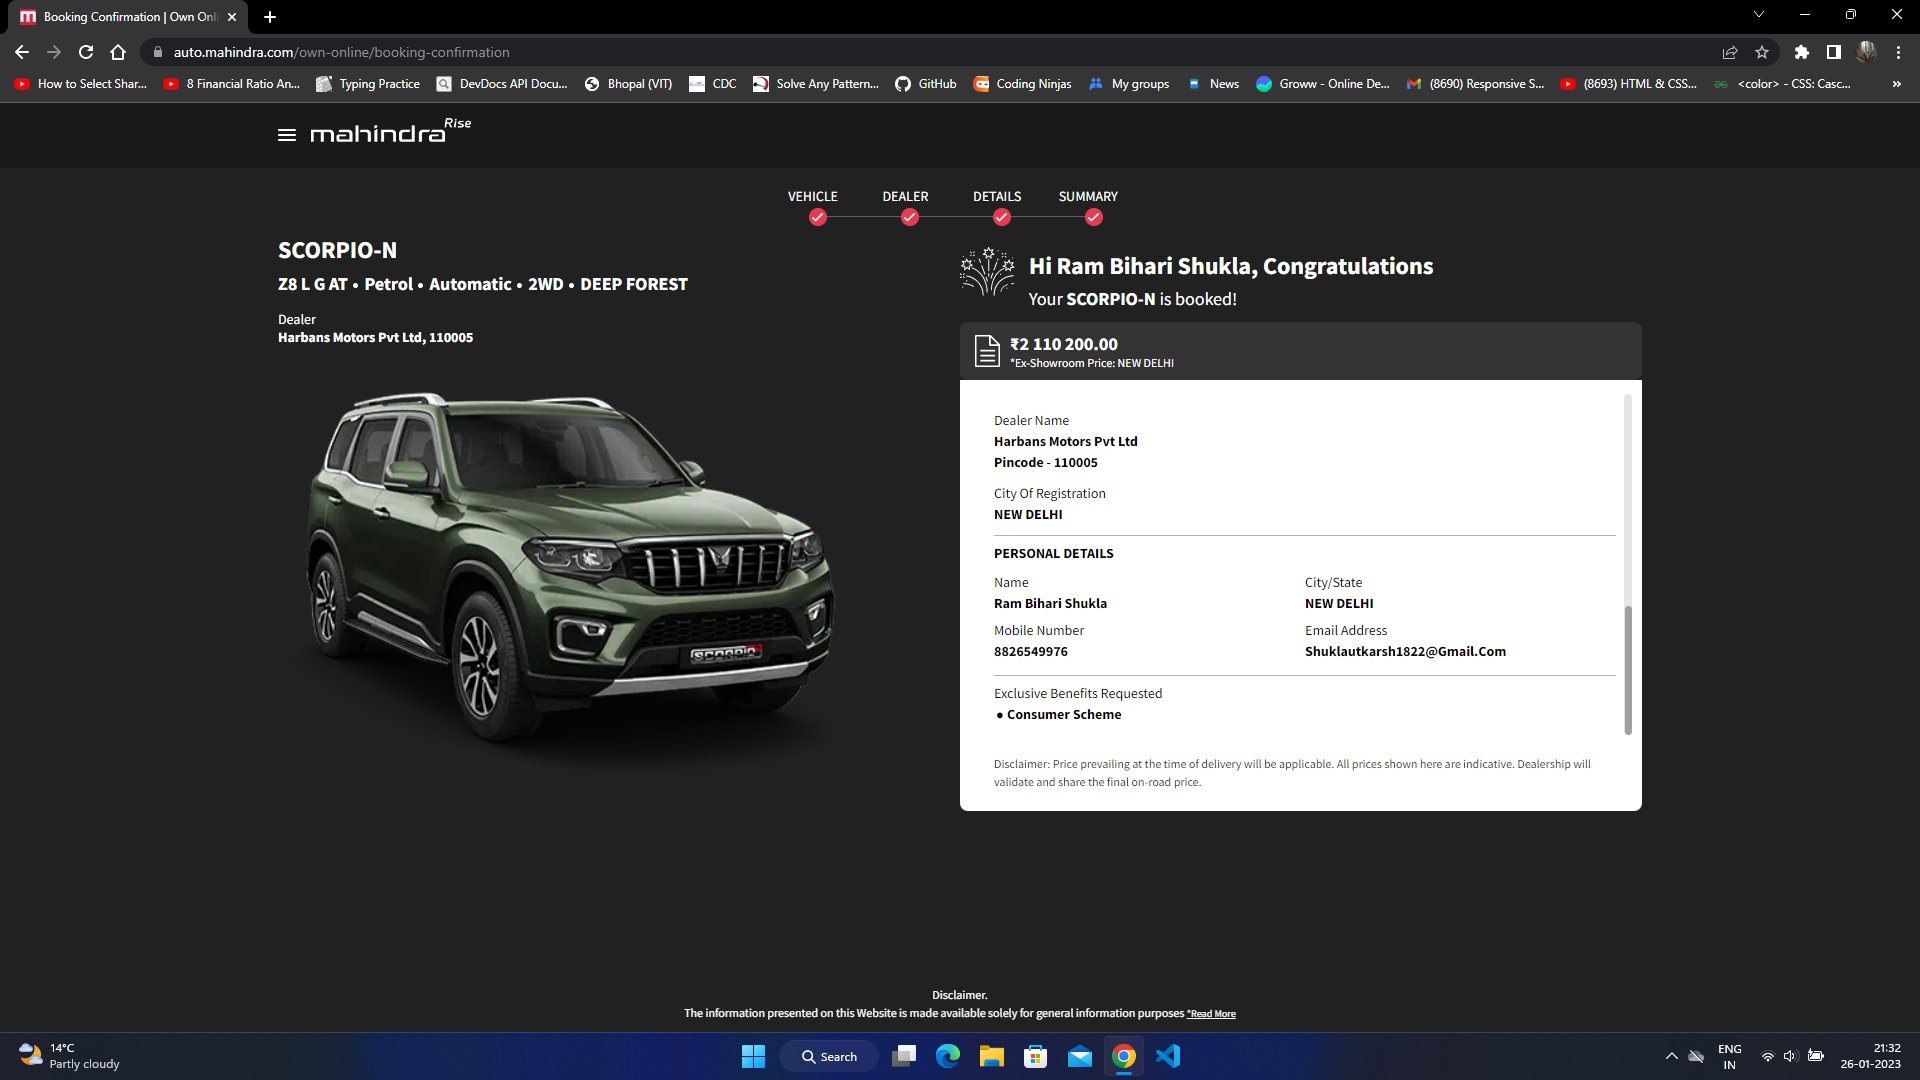 Booking Confirmation | Own Onli
auto.mahindra.com/own-online/booking-confirmation
How to Select Shar...
8 Financial Ratio An...
Typing Practice
DevDocs API Docu...
Bhopal (VIT)
CDC
Solve Any Pattern...
GitHub
Coding Ninjas
My groups
News
Groww - Online De...
(8690) Responsive S...
(8693) HTML & CSS...
<color> - CSS: Casc...
mahindra Rise
VEHICLE
DEALER
DETAILS
SUMMARY
SCORPIO-N
Z8 L G AT • Petrol • Automatic • 2WD • DEEP FOREST
Dealer
Harbans Motors Pvt Ltd, 110005
SCORPIO
Hi Ram Bihari Shukla, Congratulations
Your SCORPIO-N is booked!
₹2 110 200.00
*Ex-Showroom Price: NEW DELHI
Dealer Name
Harbans Motors Pvt Ltd
Pincode - 110005
City Of Registration
NEW DELHI
PERSONAL DETAILS
Name
Ram Bihari Shukla
City/State
NEW DELHI
Mobile Number
8826549976
Email Address
Shuklautkarsh1822@Gmail.Com
Exclusive Benefits Requested
● Consumer Scheme
Disclaimer: Price prevailing at the time of delivery will be applicable. All prices shown here are indicative. Dealership will
validate and share the final on-road price.
Disclaimer.
The information presented on this Website is made available solely for general information purposes *Read More
14°C
Partly cloudy
Search
ENG
IN
21:32
26-01-2023